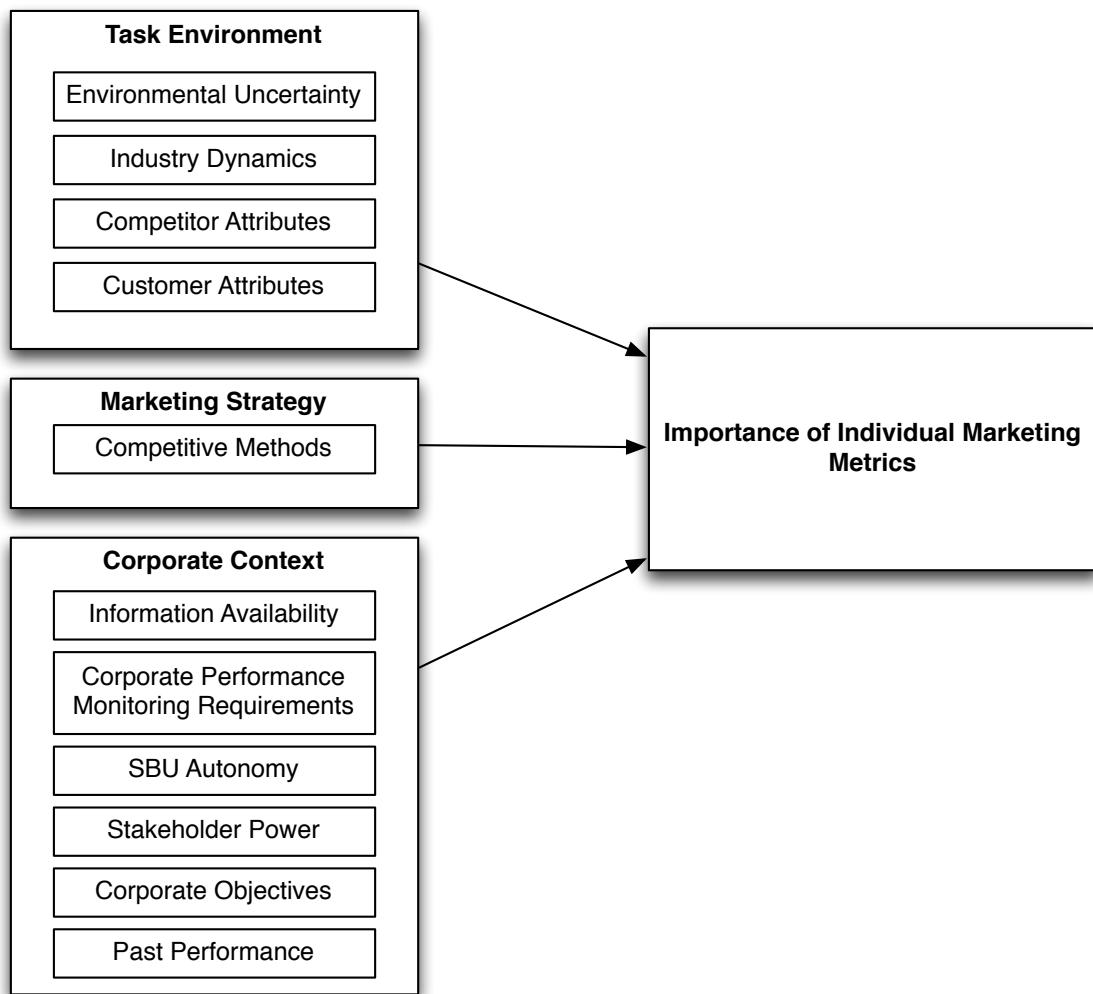 Task Environment
Environmental Uncertainty
Industry Dynamics
Competitor Attributes
Customer Attributes
Marketing Strategy
Competitive Methods
Corporate Context
Information Availability
Corporate Performance
Monitoring Requirements
SBU Autonomy
Stakeholder Power
Corporate Objectives
Past Performance
Importance of Individual Marketing
Metrics